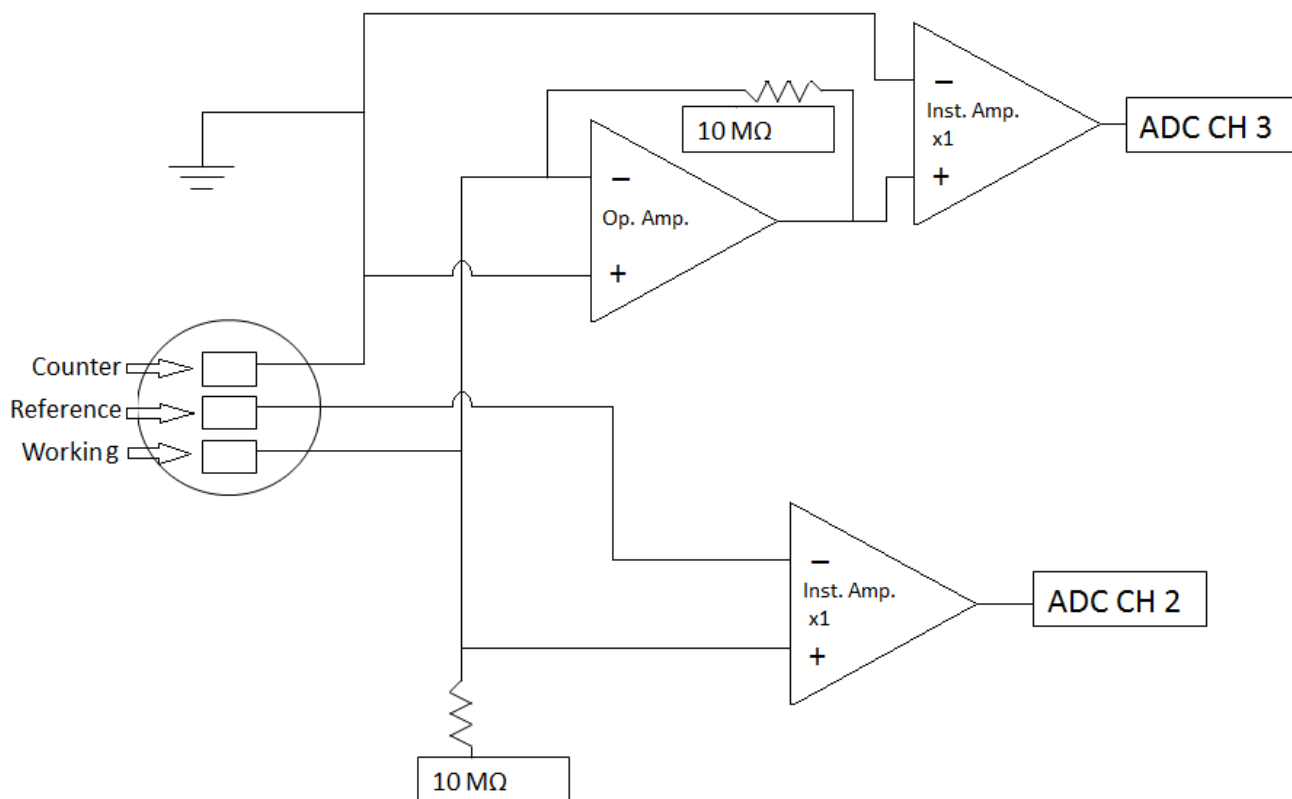 −
Inst. Amp.
x1
+
ADC CH 3
10 MΩ
−
Op. Amp.
+
Counter
Reference
Working
−
Inst. Amp.
x1
+
ADC CH 2
10 MΩ